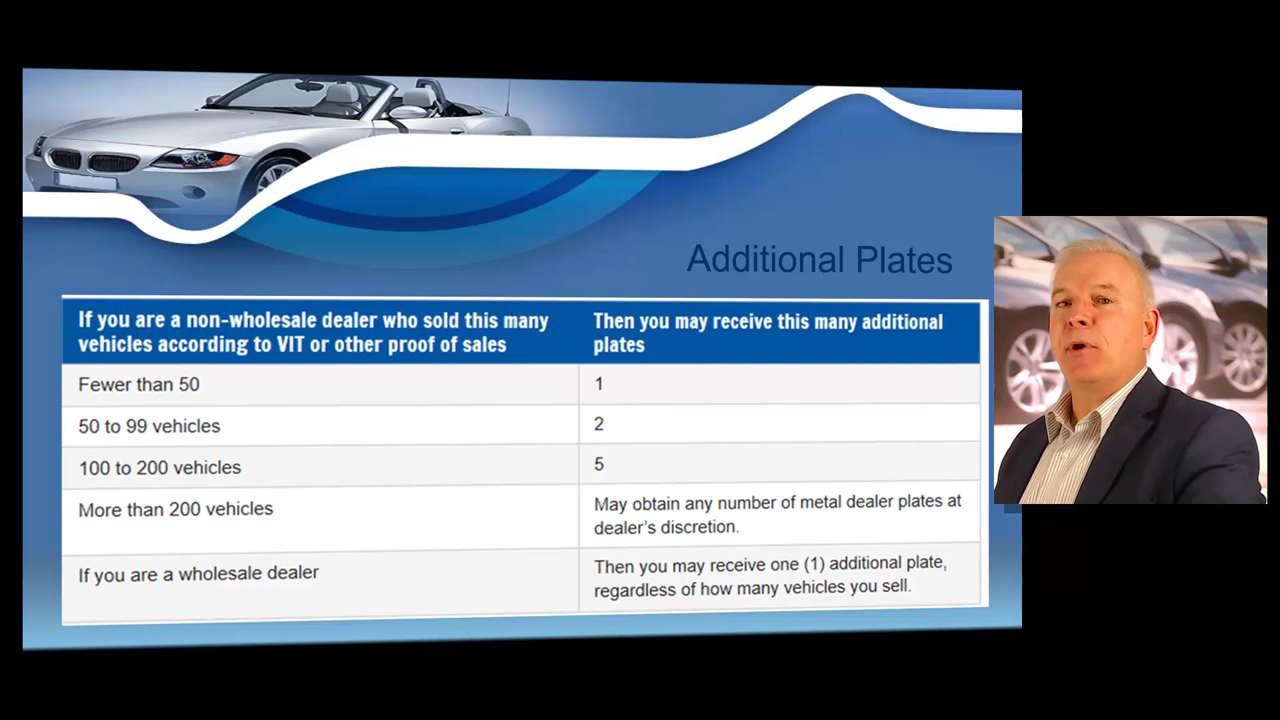 Additional Plates
If you are a non-wholesale dealer who sold this many
vehicles according to VIT or other proof of sales
Then you may receive this many additional
plates
Fewer than 50
1
50 to 99 vehicles
2
100 to 200 vehicles
5
More than 200 vehicles
May obtain any number of metal dealer plates at
dealer's discretion.
If you are a wholesale dealer
Then you may receive one (1) additional plate,
regardless of how many vehicles you sell.